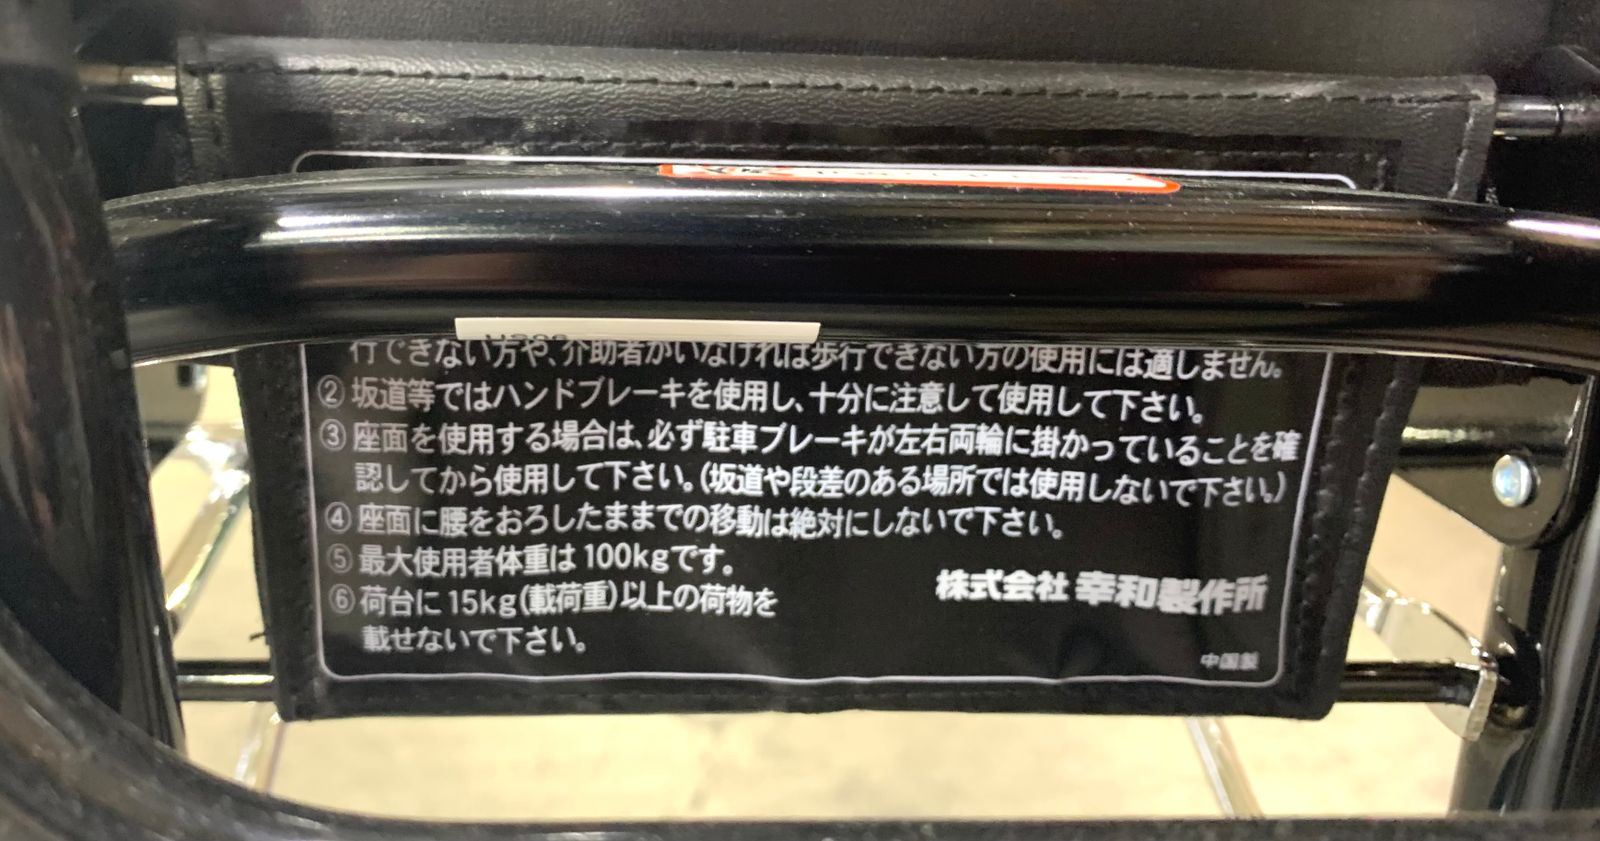 行できない方や、介助者がいなければ歩行できない方の使用には適しません。
② 坂道等ではハンドブレーキを使用し、十分に注意して使用して下さい。
③ 座面を使用する場合は、必ず駐車ブレーキが左右両輪に掛かっていることを確
認してから使用して下さい。(坂道や段差のある場所では使用しないで下さい。)
④ 座面に腰をおろしたままでの移動は絶対にしないで下さい。
⑤ 最大使用者体重は100kgです。
⑥ 荷台に15kg(載荷重)以上の荷物を
載せないで下さい。
株式会社 幸和製作所
中国製